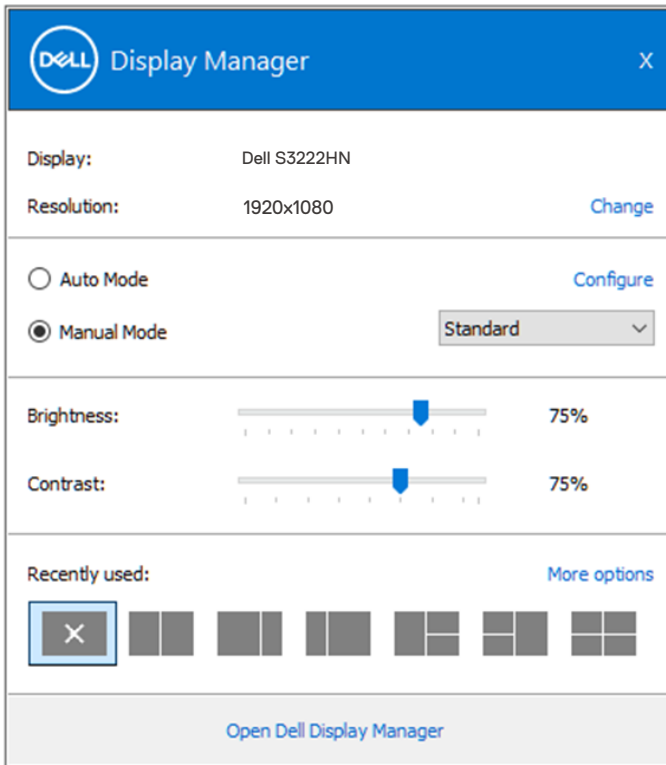 DELL Display Manager X
Display: Dell S3222HN
Resolution: 1920x1080 Change
Auto Mode Configure
Manual Mode Standard
Brightness: 75%
Contrast: 75%
Recently used: More options
Open Dell Display Manager